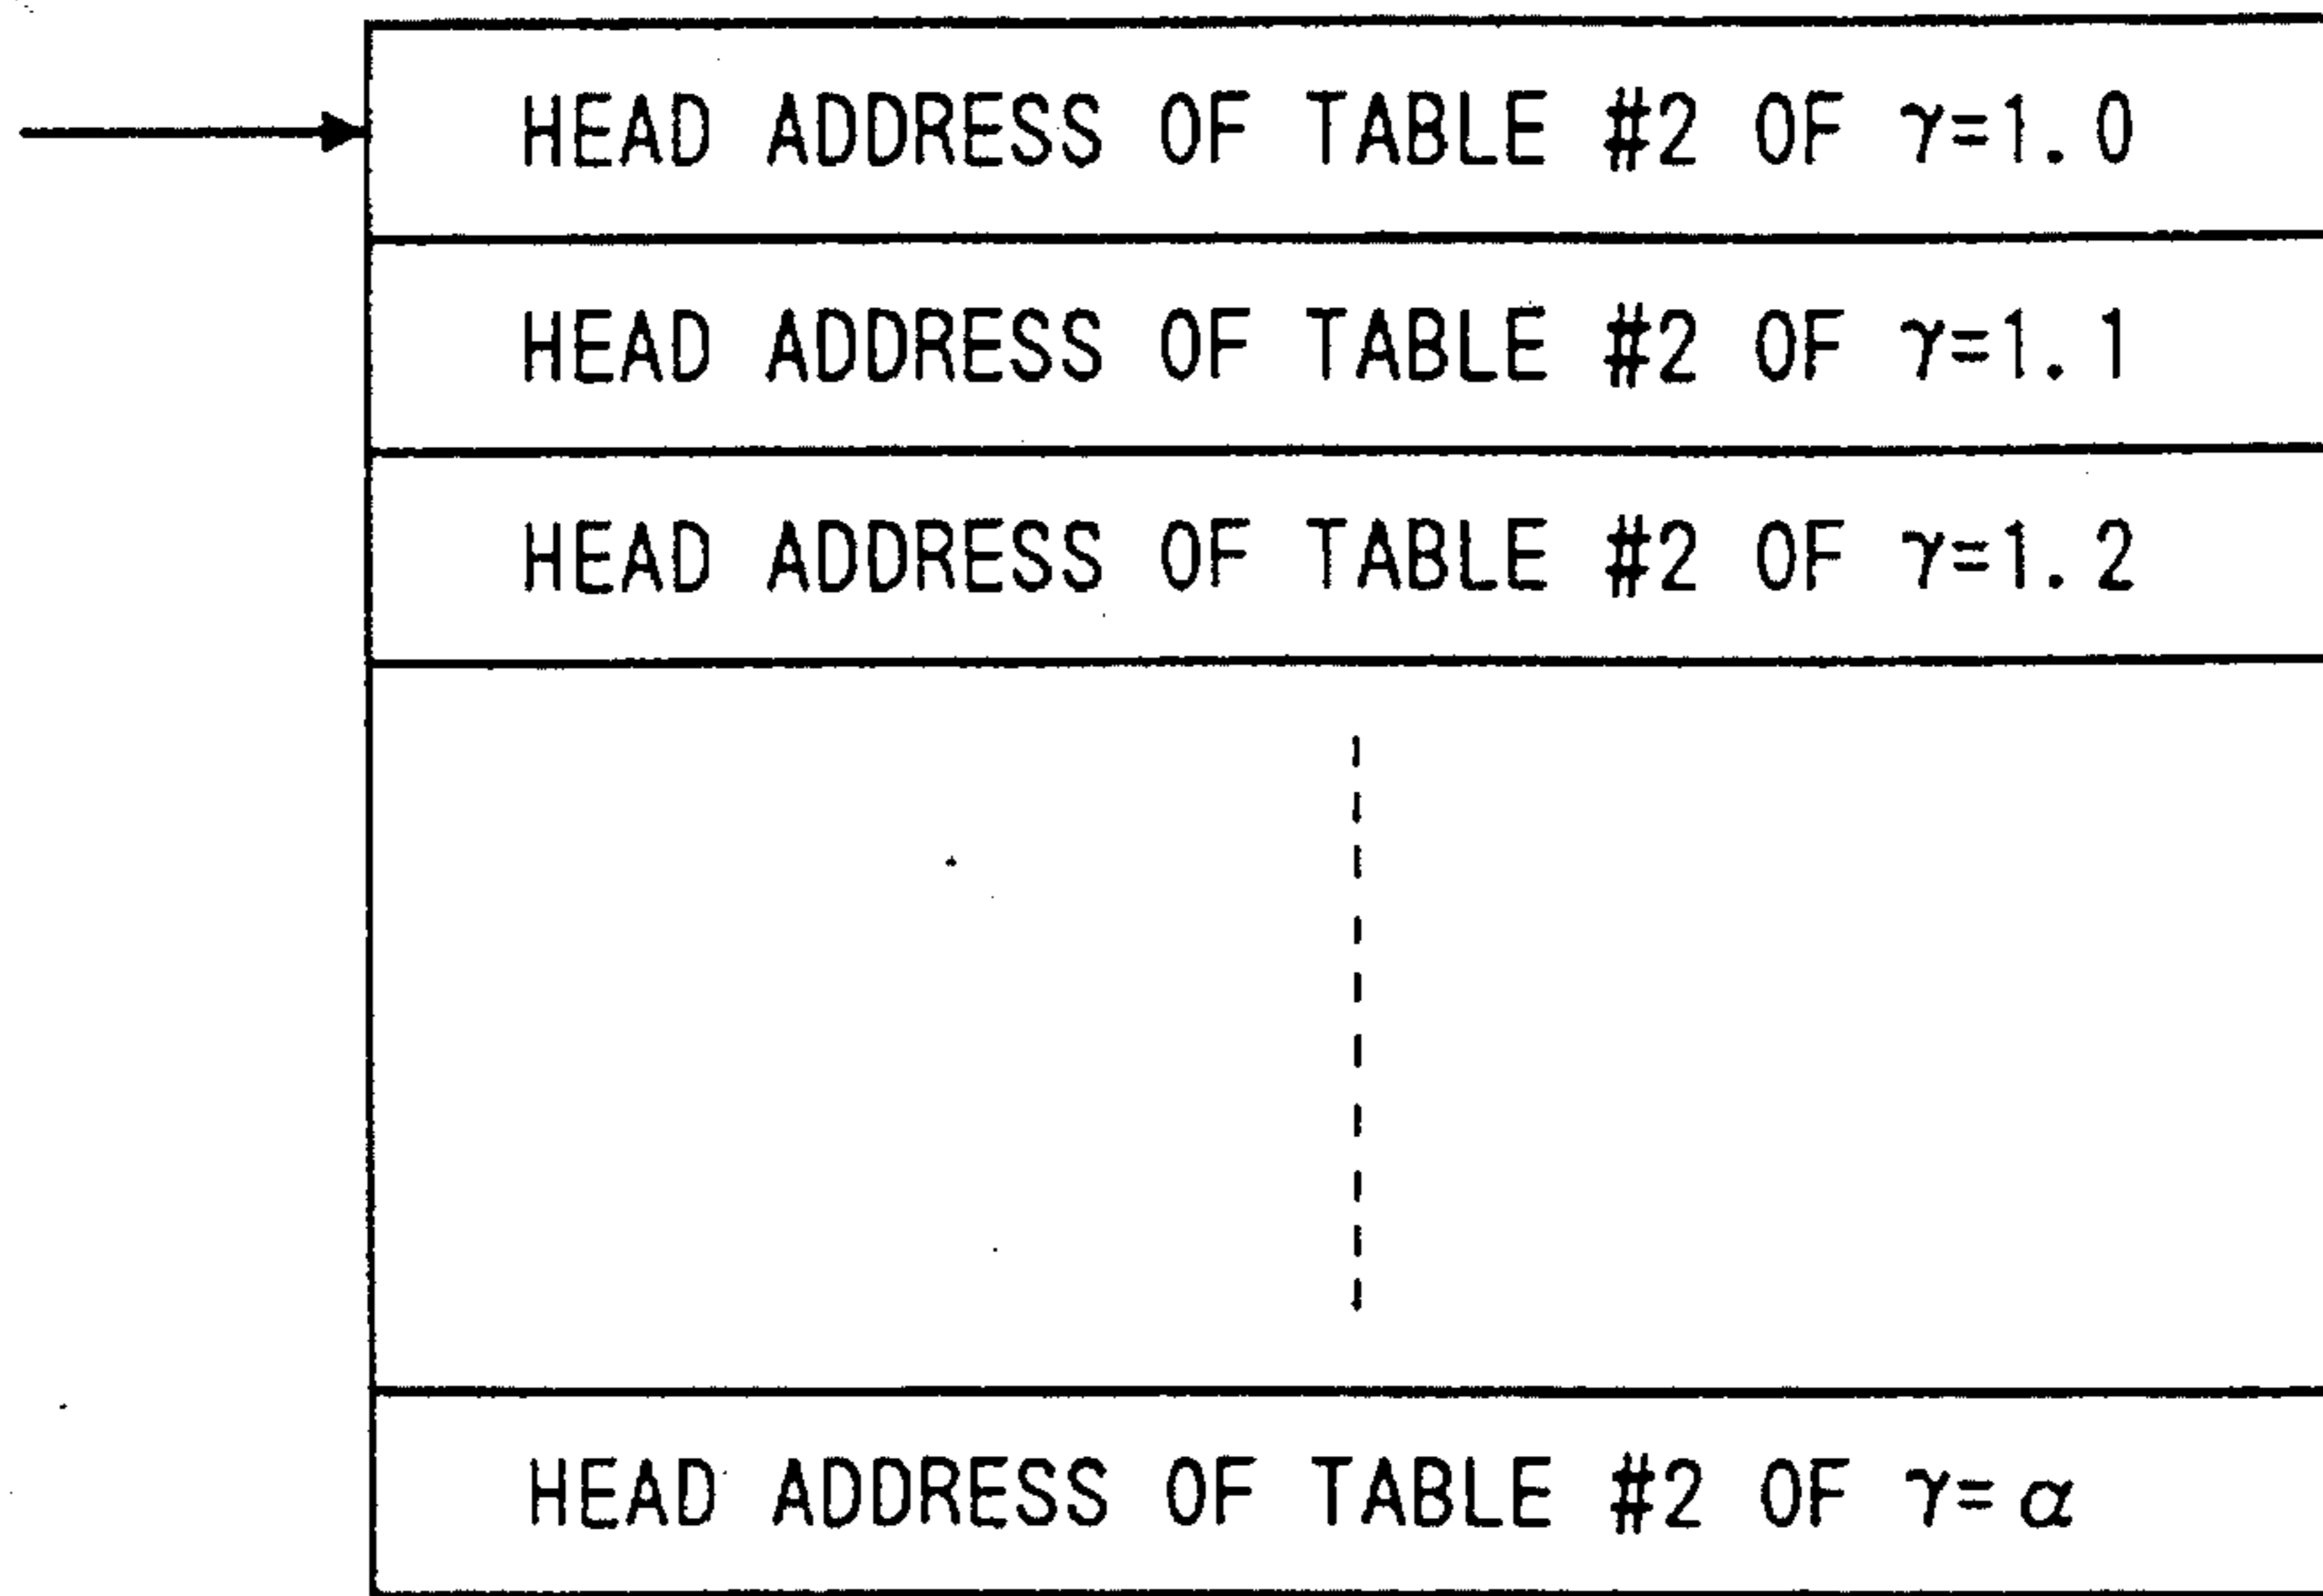 HEAD ADDRESS OF TABLE #2 OF γ=1.0
HEAD ADDRESS OF TABLE #2 OF γ=1.1
HEAD ADDRESS OF TABLE #2 OF γ=1.2
HEAD ADDRESS OF TABLE #2 OF γ=α